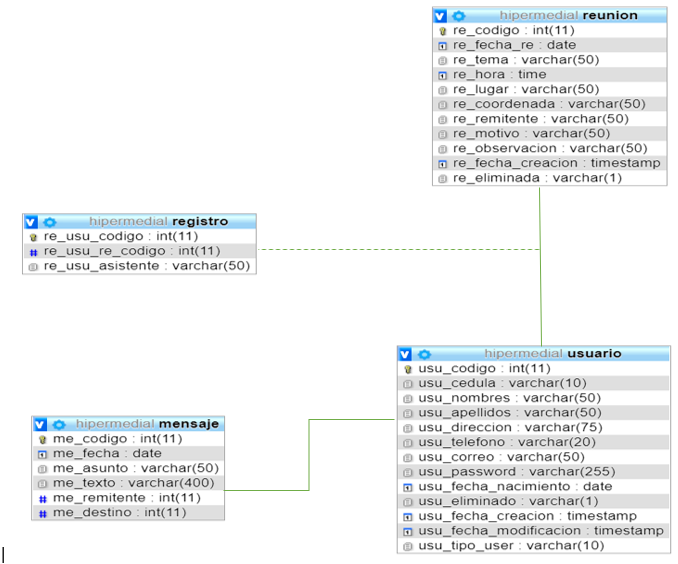 hipermedial reunion
re_codigo : int(11)
re_fecha_re : date
re_tema : varchar(50)
re_hora : time
re_lugar : varchar(50)
re_coordenada : varchar(50)
re_remitente : varchar(50)
re_motivo : varchar(50)
re_observacion : varchar(50)
re_fecha_creacion : timestamp
re_eliminada : varchar(1)
hipermedial registro
re_usu_codigo : int(11)
re_usu_re_codigo : int(11)
re_usu_asistente : varchar(50)
hipermedial usuario
usu_codigo : int(11)
usu_cedula : varchar(10)
usu_nombres : varchar(50)
usu_apellidos : varchar(50)
usu_direccion : varchar(75)
usu_telefono : varchar(20)
usu_correo : varchar(50)
usu_password : varchar(255)
usu_fecha_nacimiento : date
usu_eliminado : varchar(1)
usu_fecha_creacion : timestamp
usu_fecha_modificacion : timestamp
usu_tipo_user : varchar(10)
hipermedial mensaje
me_codigo : int(11)
me_fecha : date
me_asunto : varchar(50)
me_texto : varchar(400)
me_remitente : int(11)
me_destino : int(11)